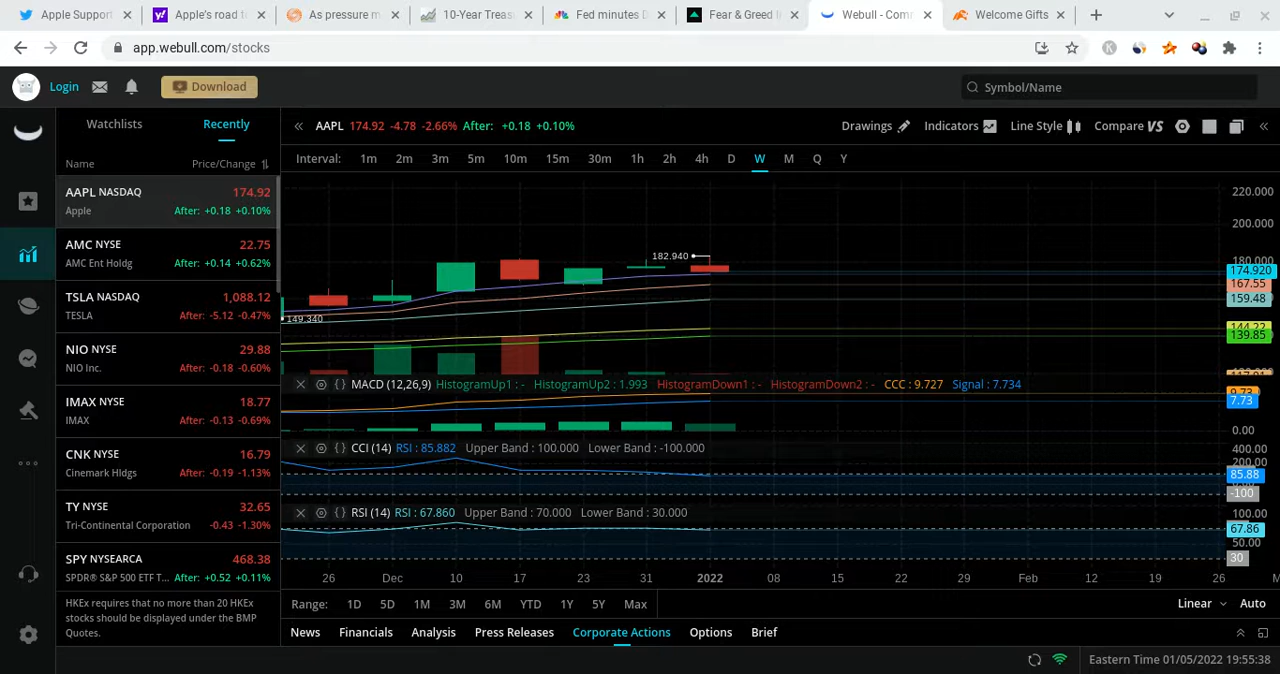 Apple Support
Apple's road f
As pressure m
10-Year Treas
Fed minutes D
Fear & Greed I
Webull - Com
Welcome Gifts
app.webull.com/stocks
Login
Download
Symbol/Name
Watchlists
Recently
AAPL 174.92 -4.78 -2.66% After: +0.18 +0.10%
Drawings
Indicators
Line Style
Compare VS
Name
Price/Change
Interval: 1m 2m 3m 5m 10m 15m 30m 1h 2h 4h D W M Q Y
AAPL NASDAQ 174.92
Apple After: +0.18 +0.10%
AMC NYSE 22.75
AMC Ent Holdg After: +0.14 +0.62%
TSLA NASDAQ 1,088.12
TESLA After: -5.12 -0.47%
NIO NYSE 29.88
NIO Inc. After: -0.18 -0.60%
IMAX NYSE 18.77
IMAX After: -0.13 -0.69%
CNK NYSE 16.79
Cinemark Hldgs After: -0.19 -1.13%
TY NYSE 32.65
Tri-Continental Corporation -0.43 -1.30%
SPY NYSEARCA 468.38
SPDR® S&P 500 ETF T... After: +0.52 +0.11%
HKEx requires that no more than 20 HKEx
stocks should be displayed under the BMP
Quotes.
182.940
149.340
220.000
200.000
180.000
174.920
167.55
159.48
144.22
139.85
MACD (12,26,9) HistogramUp1 : - HistogramUp2 : 1.993 HistogramDown1 : - HistogramDown2 : - CCC : 9.727 Signal : 7.734
9.73
7.73
0.00
CCI (14) RSI : 85.882 Upper Band : 100.000 Lower Band : -100.000
400.00
200.00
85.88
-100
RSI (14) RSI : 67.860 Upper Band : 70.000 Lower Band : 30.000
100.00
67.86
50.00
30
26 Dec 10 17 23 31 2022 08 15 22 29 Feb 12 19 26 M
Range: 1D 5D 1M 3M 6M YTD 1Y 5Y Max
Linear
Auto
News Financials Analysis Press Releases Corporate Actions Options Brief
Eastern Time 01/05/2022 19:55:38